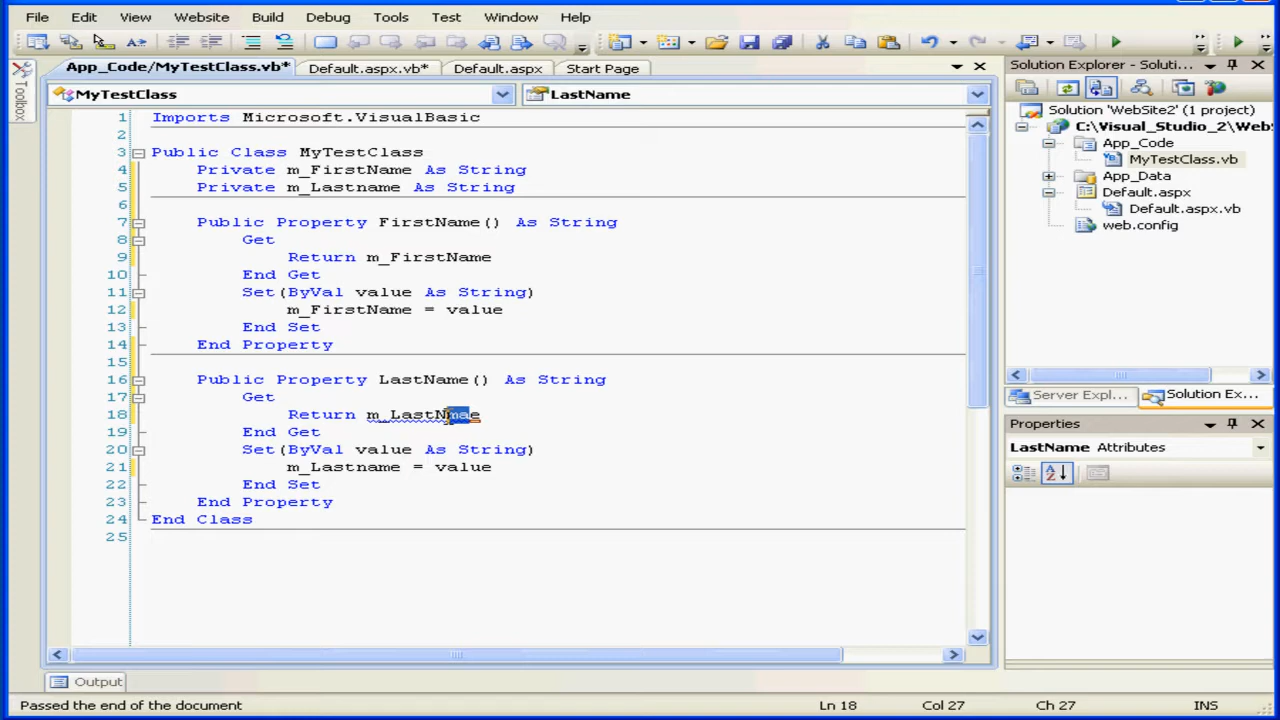 File Edit View Website Build Debug Tools Test Window Help
App_Code/MyTestClass.vb* Default.aspx.vb* Default.aspx Start Page
MyTestClass LastName
1 Imports Microsoft.VisualBasic
2
3 Public Class MyTestClass
4 Private m_FirstName As String
5 Private m_Lastname As String
6
7 Public Property FirstName() As String
8 Get
9 Return m_FirstName
10 End Get
11 Set(ByVal value As String)
12 m_FirstName = value
13 End Set
14 End Property
15
16 Public Property LastName() As String
17 Get
18 Return m_LastNmae
19 End Get
20 Set(ByVal value As String)
21 m_Lastname = value
22 End Set
23 End Property
24 End Class
25
Toolbox
Solution Explorer - Soluti...
Solution 'WebSite2' (1 project)
C:\Visual_Studio_2\WebS
App_Code
MyTestClass.vb
App_Data
Default.aspx
Default.aspx.vb
web.config
Server Expl... Solution Ex...
Properties
LastName Attributes
Output
Passed the end of the document Ln 18 Col 27 Ch 27 INS